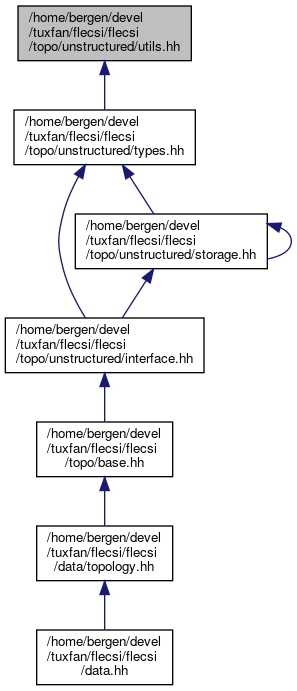 /home/bergen/devel
/tuxfan/flecsi/flecsi
/topo/unstructured/utils.hh
/home/bergen/devel
/tuxfan/flecsi/flecsi
/topo/unstructured/types.hh
/home/bergen/devel
/tuxfan/flecsi/flecsi
/topo/unstructured/storage.hh
/home/bergen/devel
/tuxfan/flecsi/flecsi
/topo/unstructured/interface.hh
/home/bergen/devel
/tuxfan/flecsi/flecsi
/topo/base.hh
/home/bergen/devel
/tuxfan/flecsi/flecsi
/data/topology.hh
/home/bergen/devel
/tuxfan/flecsi/flecsi
/data.hh